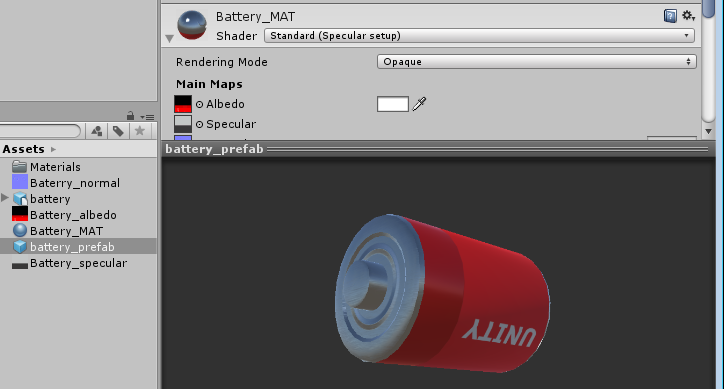 Battery_MAT
Shader Standard (Specular setup)
Rendering Mode Opaque
Main Maps
Albedo
Specular
Assets
Materials
Baterry_normal
battery
Battery_albedo
Battery_MAT
battery_prefab
Battery_specular
battery_prefab
UNITY